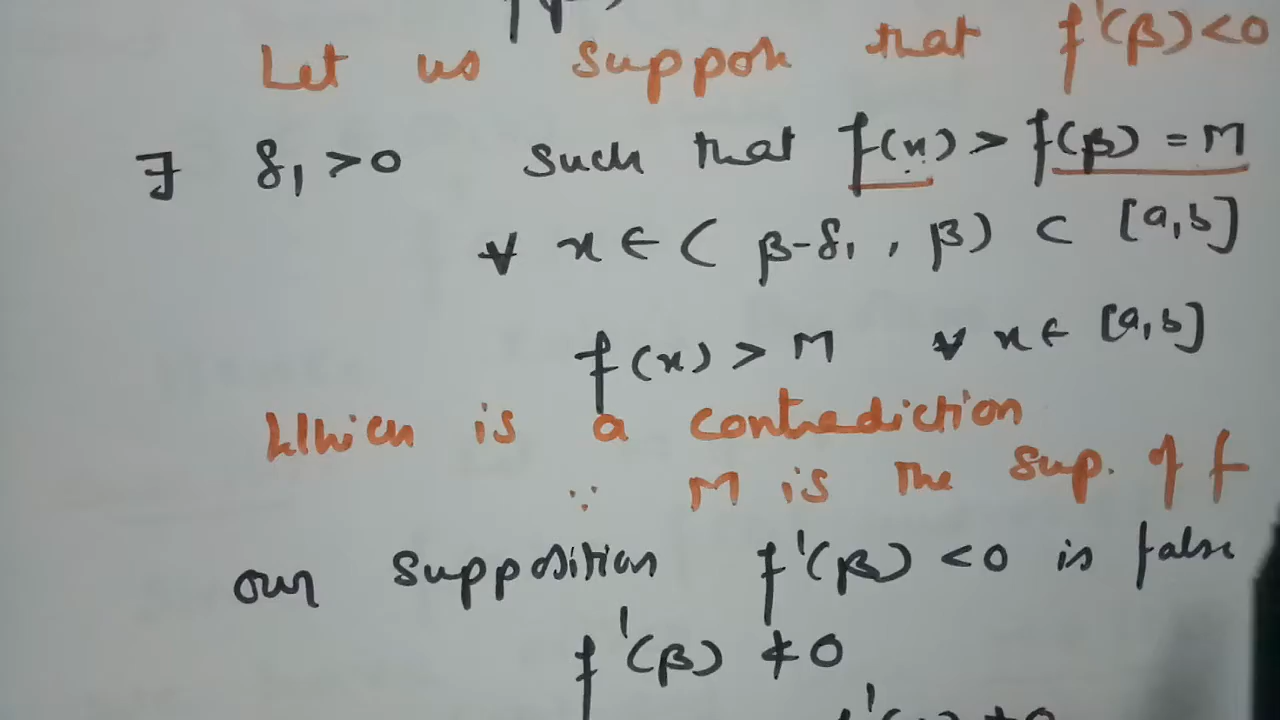 Let us suppose that f'(β) < 0
∃ δ₁ > 0 such that f(x) > f(β) = M
∀ x ∈ ( β-δ₁ , β) ⊂ [a,b]
f(x) > M ∀ x ∈ [a,b]
Which is a contradiction
∵ M is the sup. of f
our supposition f'(β) < 0 is false
f'(β) ≮ 0